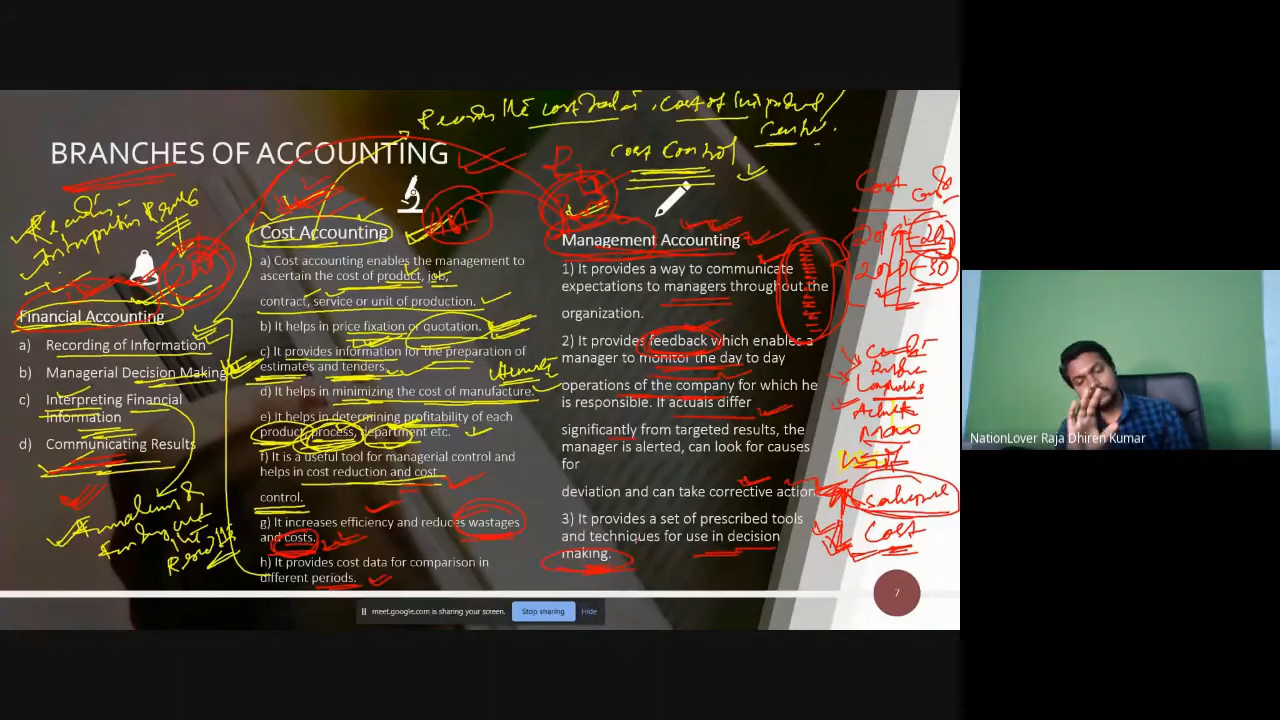 Records the cost data, cost of
cost control
BRANCHES OF ACCOUNTING
Cost
Cost Accounting
Management Accounting
a) Cost accounting enables the management to
ascertain the cost of product, job,
contract, service or unit of production.
b) It helps in price fixation or quotation.
c) It provides information for the preparation of
estimates and tenders.
d) It helps in minimizing the cost of manufacture.
e) It helps in determining profitability of each
product, process, department etc.
f) It is a useful tool for managerial control and
helps in cost reduction and cost
control.
g) It increases efficiency and reduces wastages
and costs.
h) It provides cost data for comparison in
different periods.
1) It provides a way to communicate
expectations to managers throughout the
organization.
2) It provides feedback which enables a
manager to monitor the day to day
operations of the company for which he
is responsible. If actuals differ
significantly from targeted results, the
manager is alerted, can look for causes
for
deviation and can take corrective action.
3) It provides a set of prescribed tools
and techniques for use in decision
making.
Financial Accounting
a) Recording of Information
b) Managerial Decision Making
c) Interpreting Financial
Information
d) Communicating Results
20
30
Cost
7
meet.google.com is sharing your screen.
Stop sharing
Hide
NationLover Raja Dhiren Kumar